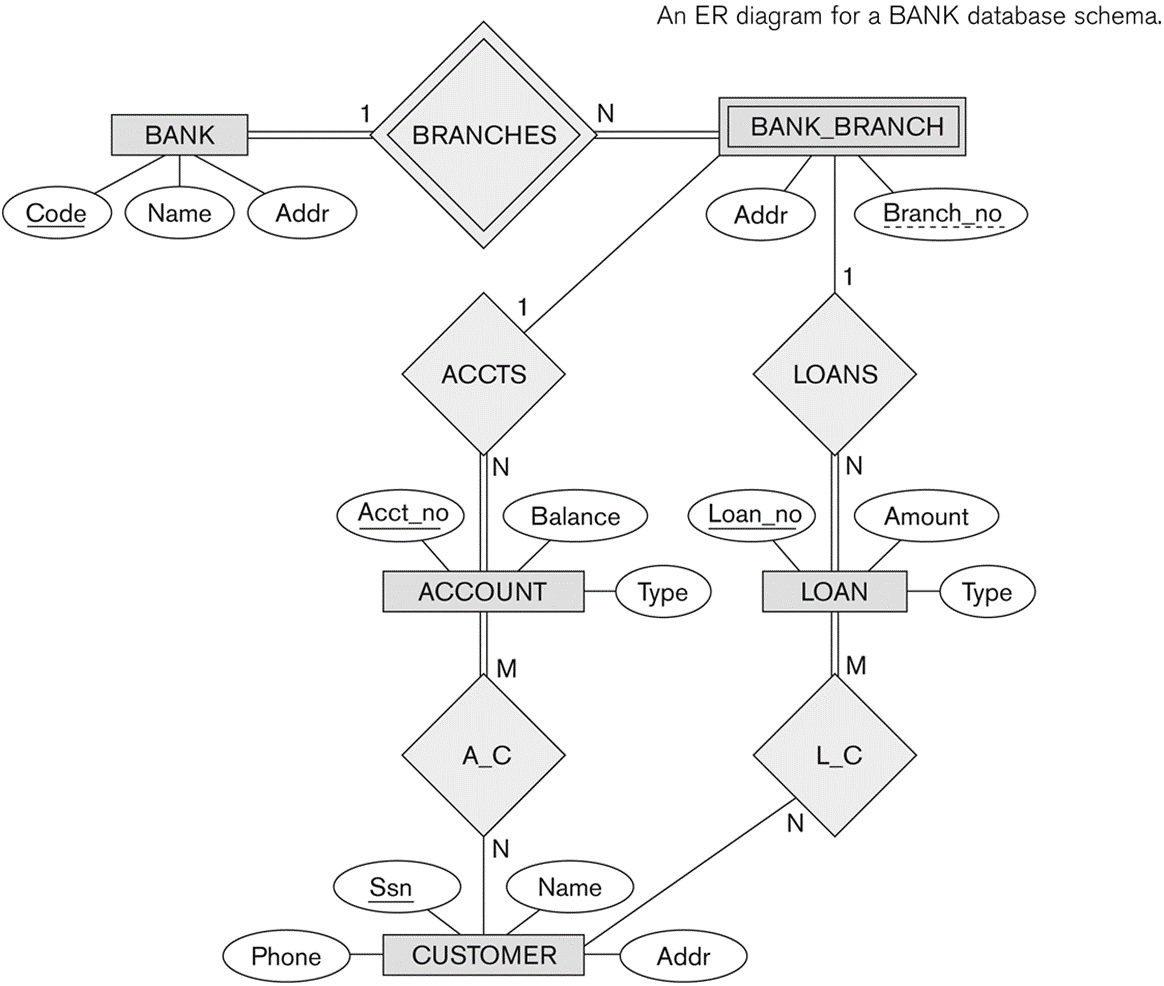 An ER diagram for a BANK database schema.
1
N
BANK
BRANCHES
BANK_BRANCH
Code
Name
Addr
Addr
Branch_no
1
1
ACCTS
LOANS
N
N
Acct_no
Balance
Loan_no
Amount
ACCOUNT
Type
LOAN
Type
M
M
A_C
L_C
N
N
Ssn
Name
Phone
CUSTOMER
Addr